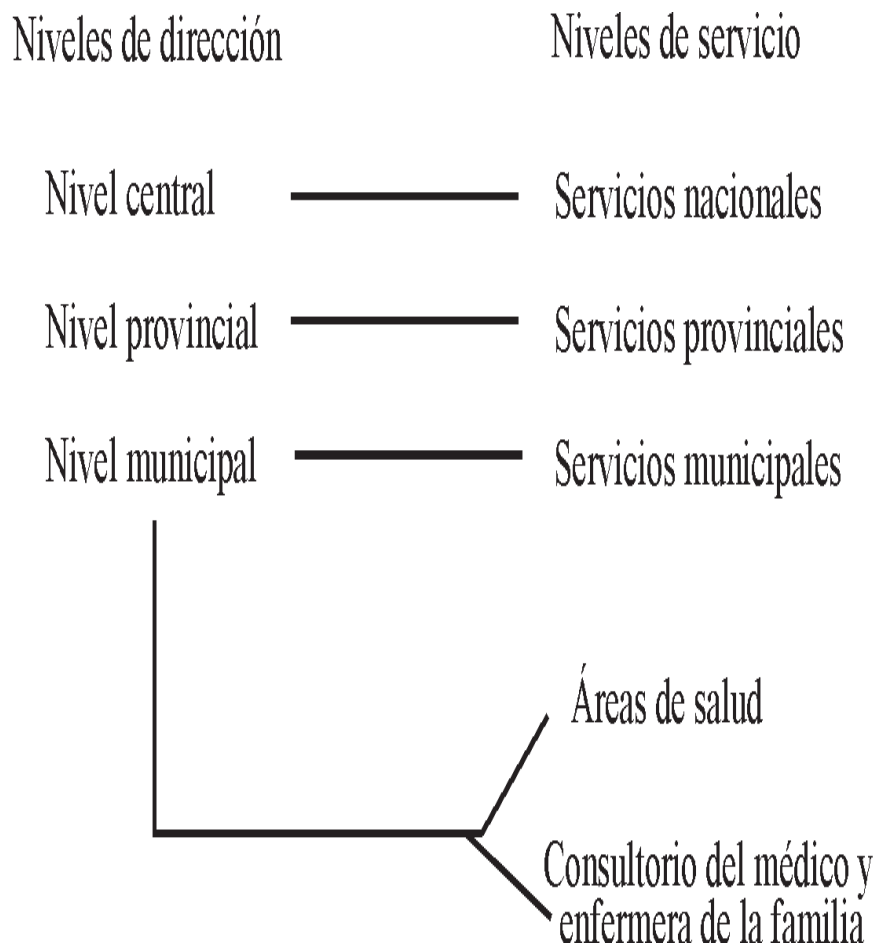 Niveles de dirección
Niveles de servicio
Nivel central
Servicios nacionales
Nivel provincial
Servicios provinciales
Nivel municipal
Servicios municipales
Áreas de salud
Consultorio del médico y
enfermera de la familia